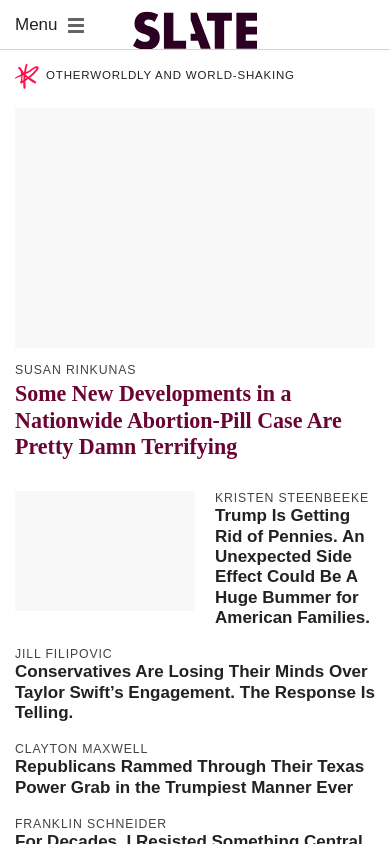 Menu
SLATE
OTHERWORLDLY AND WORLD-SHAKING
SUSAN RINKUNAS
Some New Developments in a
Nationwide Abortion-Pill Case Are
Pretty Damn Terrifying
KRISTEN STEENBEEKE
Trump Is Getting
Rid of Pennies. An
Unexpected Side
Effect Could Be A
Huge Bummer for
American Families.
JILL FILIPOVIC
Conservatives Are Losing Their Minds Over
Taylor Swift’s Engagement. The Response Is
Telling.
CLAYTON MAXWELL
Republicans Rammed Through Their Texas
Power Grab in the Trumpiest Manner Ever
FRANKLIN SCHNEIDER
For Decades, I Resisted Something Central